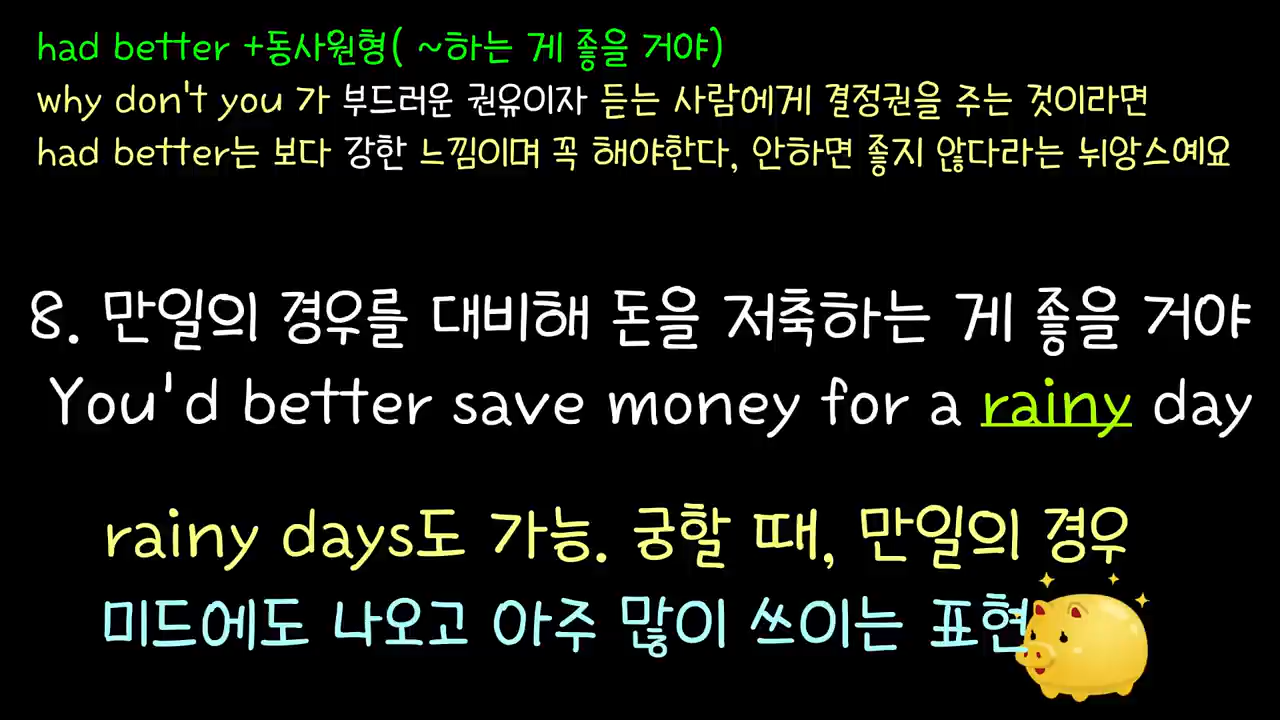 had better +동사원형( ~하는 게 좋을 거야)
why don't you 가 부드러운 권유이자 듣는 사람에게 결정권을 주는 것이라면
had better는 보다 강한 느낌이며 꼭 해야한다, 안하면 좋지 않다라는 뉘앙스예요
8. 만일의 경우를 대비해 돈을 저축하는 게 좋을 거야
You'd better save money for a rainy day
rainy days도 가능. 궁할 때, 만일의 경우
미드에도 나오고 아주 많이 쓰이는 표현